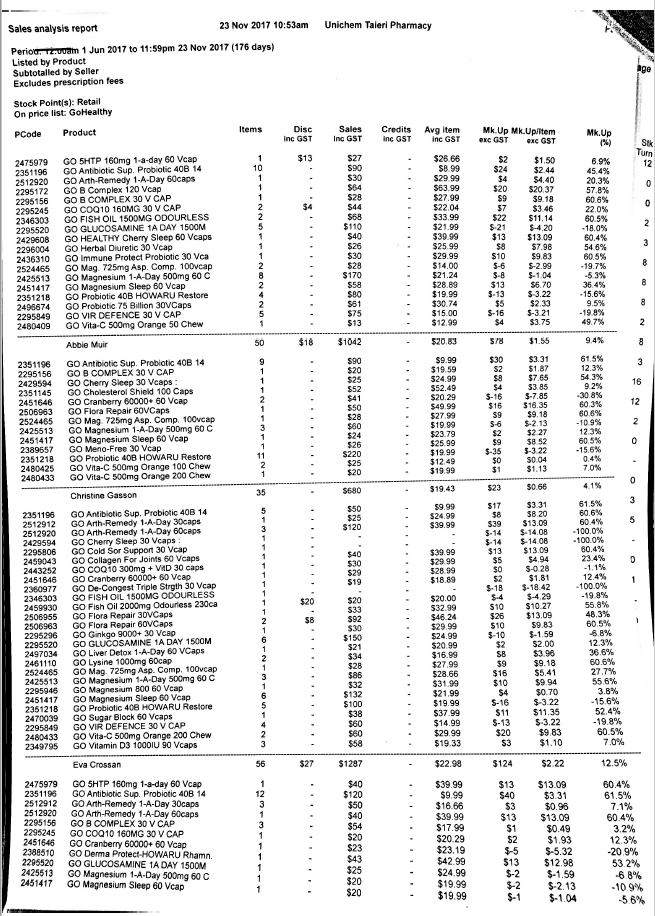 Sales analysis report 23 Nov 2017 10:53am Unichem Taieri Pharmacy
Period: 12:00am 1 Jun 2017 to 11:59pm 23 Nov 2017 (176 days)
Listed by Product
Subtotalled by Seller
Excludes prescription fees
Stock Point(s): Retail
On price list: GoHealthy
PCode Product Items Disc inc GST Sales inc GST Credits inc GST Avg item inc GST Mk.Up exc GST Mk.Up/Item exc GST Mk.Up (%)
2475979 GO 5HTP 160mg 1-a-day 60 Vcap 1 $13 $27 - $26.66 $2 $1.50 6.9%
2351196 GO Antibiotic Sup. Probiotic 40B 14 10 - $90 - $8.99 $24 $2.44 45.4%
2512920 GO Arth-Remedy 1-A-Day 60caps 1 - $30 - $29.99 $4 $4.40 20.3%
2295172 GO B Complex 120 Vcap 1 - $64 - $63.99 $20 $20.37 57.8%
2295156 GO B COMPLEX 30 V CAP 1 - $28 - $27.99 $9 $9.18 60.6%
2295245 GO COQ10 160MG 30 V CAP 2 $4 $44 - $22.04 $7 $3.46 22.0%
2346303 GO FISH OIL 1500MG ODOURLESS 2 - $68 - $33.99 $22 $11.14 60.5%
2295520 GO GLUCOSAMINE 1A DAY 1500M 5 - $110 - $21.99 $-21 $-4.20 -18.0%
2429608 GO HEALTHY Cherry Sleep 60 Vcaps 1 - $40 - $39.99 $13 $13.09 60.4%
2296004 GO Herbal Diuretic 30 Vcap 1 - $26 - $25.99 $8 $7.98 54.6%
2436310 GO Immune Protect Probiotic 30 Vca 1 - $30 - $29.99 $10 $9.83 60.5%
2524465 GO Mag. 725mg Asp. Comp. 100vcap 2 - $28 - $14.00 $-6 $-2.99 -19.7%
2425513 GO Magnesium 1-A-Day 500mg 60 C 8 - $170 - $21.24 $-8 $-1.04 -5.3%
2451417 GO Magnesium Sleep 60 Vcap 2 - $58 - $28.89 $13 $6.70 36.4%
2351218 GO Probiotic 40B HOWARU Restore 4 - $80 - $19.99 $-13 $-3.22 -15.6%
2496674 GO Probiotic 75 Billion 30VCaps 2 - $61 - $30.74 $5 $2.33 9.5%
2295849 GO VIR DEFENCE 30 V CAP 5 - $75 - $15.00 $-16 $-3.21 -19.8%
2480409 GO Vita-C 500mg Orange 50 Chew 1 - $13 - $12.99 $4 $3.75 49.7%
Abbie Muir 50 $18 $1042 - $20.83 $78 $1.55 9.4%
2351196 GO Antibiotic Sup. Probiotic 40B 14 9 - $90 - $9.99 $30 $3.31 61.5%
2295156 GO B COMPLEX 30 V CAP 1 - $20 - $19.59 $2 $1.87 12.3%
2429594 GO Cherry Sleep 30 Vcaps : 1 - $25 - $24.99 $8 $7.65 54.3%
2351145 GO Cholesterol Shield 100 Caps 1 - $52 - $52.49 $4 $3.85 9.2%
2451646 GO Cranberry 60000+ 60 Vcap 2 - $41 - $20.29 $-16 $-7.85 -30.8%
2506963 GO Flora Repair 60VCaps 1 - $50 - $49.99 $16 $16.35 60.3%
2524465 GO Mag. 725mg Asp. Comp. 100vcap 1 - $28 - $27.99 $9 $9.18 60.6%
2425513 GO Magnesium 1-A-Day 500mg 60 C 3 - $60 - $19.99 $-6 $-2.13 -10.9%
2451417 GO Magnesium Sleep 60 Vcap 1 - $24 - $23.79 $2 $2.27 12.3%
2389657 GO Meno-Free 30 Vcap 1 - $26 - $25.99 $9 $8.52 60.5%
2351218 GO Probiotic 40B HOWARU Restore 11 - $220 - $19.99 $-35 $-3.22 -15.6%
2480425 GO Vita-C 500mg Orange 100 Chew 2 - $25 - $12.49 $0 $0.04 0.4%
2480433 GO Vita-C 500mg Orange 200 Chew 1 - $20 - $19.99 $1 $1.13 7.0%
Christine Gasson 35 - $680 - $19.43 $23 $0.66 4.1%
2351196 GO Antibiotic Sup. Probiotic 40B 14 5 - $50 - $9.99 $17 $3.31 61.5%
2512912 GO Arth-Remedy 1-A-Day 30caps 1 - $25 - $24.99 $8 $8.20 60.6%
2512920 GO Arth-Remedy 1-A-Day 60caps 3 - $120 - $39.99 $39 $13.09 60.4%
2429594 GO Cherry Sleep 30 Vcaps : 1 - - - - $-14 $-14.08 -100.0%
2295806 GO Cold Sor Support 30 Vcap 1 - - - - $-14 $-14.08 -100.0%
2459043 GO Collagen For Joints 60 Vcaps 1 - $40 - $39.99 $13 $13.09 60.4%
2443252 GO COQ10 300mg + VitD 30 caps 1 - $30 - $29.99 $5 $4.94 23.4%
2451646 GO Cranberry 60000+ 60 Vcap 1 - $29 - $28.99 $0 $-0.28 -1.1%
2360977 GO De-Congest Triple Strgth 30 Vcap 1 - $19 - $18.89 $2 $1.81 12.4%
2346303 GO FISH OIL 1500MG ODOURLESS 1 - - - - $-18 $-18.42 -100.0%
2459930 GO Fish Oil 2000mg Odourless 230ca 1 $20 $20 - $20.00 $-4 $-4.29 -19.8%
2506955 GO Flora Repair 30VCaps 1 - $33 - $32.99 $10 $10.27 55.8%
2506963 GO Flora Repair 60VCaps 2 $8 $92 - $46.24 $26 $13.09 48.3%
2295296 GO Ginkgo 9000+ 30 Vcap 1 - $30 - $29.99 $10 $9.83 60.5%
2295520 GO GLUCOSAMINE 1A DAY 1500M 6 - $150 - $24.99 $-10 $-1.59 -6.8%
2497034 GO Liver Detox 1-A-Day 60 VCaps 1 - $21 - $20.99 $2 $2.00 12.3%
2461110 GO Lysine 1000mg 60cap 2 - $34 - $16.99 $8 $3.96 36.6%
2524465 GO Mag. 725mg Asp. Comp. 100vcap 1 - $28 - $27.99 $9 $9.18 60.6%
2425513 GO Magnesium 1-A-Day 500mg 60 C 3 - $86 - $28.66 $16 $5.41 27.7%
2295946 GO Magnesium 800 60 Vcap 1 - $32 - $31.99 $10 $9.94 55.6%
2451417 GO Magnesium Sleep 60 Vcap 6 - $132 - $21.99 $4 $0.70 3.8%
2351218 GO Probiotic 40B HOWARU Restore 5 - $100 - $19.99 $-16 $-3.22 -15.6%
2470039 GO Sugar Block 60 Vcaps 1 - $38 - $37.99 $11 $11.35 52.4%
2295849 GO VIR DEFENCE 30 V CAP 4 - $60 - $14.99 $-13 $-3.22 -19.8%
2480433 GO Vita-C 500mg Orange 200 Chew 2 - $60 - $29.99 $20 $9.83 60.5%
2349795 GO Vitamin D3 1000IU 90 Vcaps 3 - $58 - $19.33 $3 $1.10 7.0%
Eva Crossan 56 $27 $1287 - $22.98 $124 $2.22 12.5%
2475979 GO 5HTP 160mg 1-a-day 60 Vcap 1 - $40 - $39.99 $13 $13.09 60.4%
2351196 GO Antibiotic Sup. Probiotic 40B 14 12 - $120 - $9.99 $40 $3.31 61.5%
2512912 GO Arth-Remedy 1-A-Day 30caps 3 - $50 - $16.66 $3 $0.96 7.1%
2512920 GO Arth-Remedy 1-A-Day 60caps 1 - $40 - $39.99 $13 $13.09 60.4%
2295156 GO B COMPLEX 30 V CAP 3 - $54 - $17.99 $1 $0.49 3.2%
2295245 GO COQ10 160MG 30 V CAP 1 - $20 - $20.29 $2 $1.93 12.3%
2451646 GO Cranberry 60000+ 60 Vcap 1 - $23 - $23.19 $-5 $-5.32 -20.9%
2388510 GO Derma Protect-HOWARU Rhamn. 1 - $43 - $42.99 $13 $12.98 53.2%
2295520 GO GLUCOSAMINE 1A DAY 1500M 1 - $25 - $24.99 $-2 $-1.59 -6.8%
2425513 GO Magnesium 1-A-Day 500mg 60 C 1 - $20 - $19.99 $-2 $-2.13 -10.9%
2451417 GO Magnesium Sleep 60 Vcap 1 - $20 - $19.99 $-1 $-1.04 -5.6%
age
Stk
Turn
12
0
0
2
3
8
8
8
2
8
3
16
12
2
0
-
0
3
5
-
0
1
-